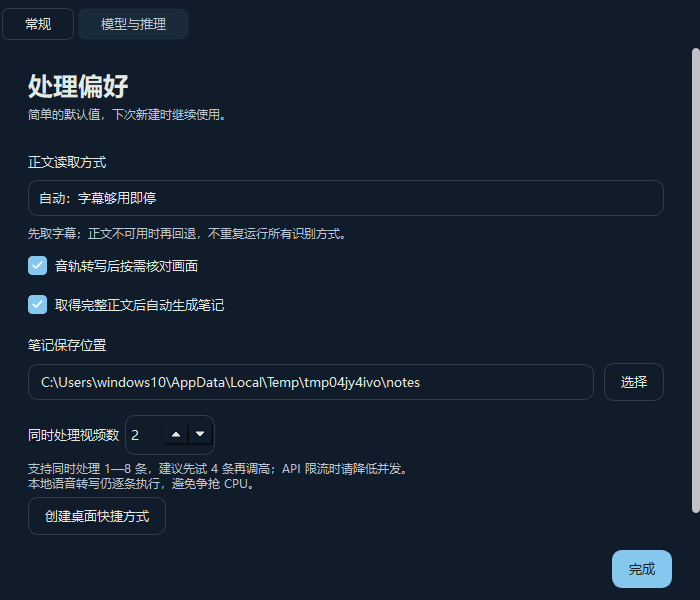 常规
模型与推理
处理偏好
简单的默认值，下次新建时继续使用。
正文读取方式
自动：字幕够用即停
先取字幕；正文不可用时再回退，不重复运行所有识别方式。
音轨转写后按需核对画面
取得完整正文后自动生成笔记
笔记保存位置
C:\Users\windows10\AppData\Local\Temp\tmp04jy4ivo\notes
选择
同时处理视频数 2
支持同时处理 1—8 条，建议先试 4 条再调高；API 限流时请降低并发。
本地语音转写仍逐条执行，避免争抢 CPU。
创建桌面快捷方式
完成